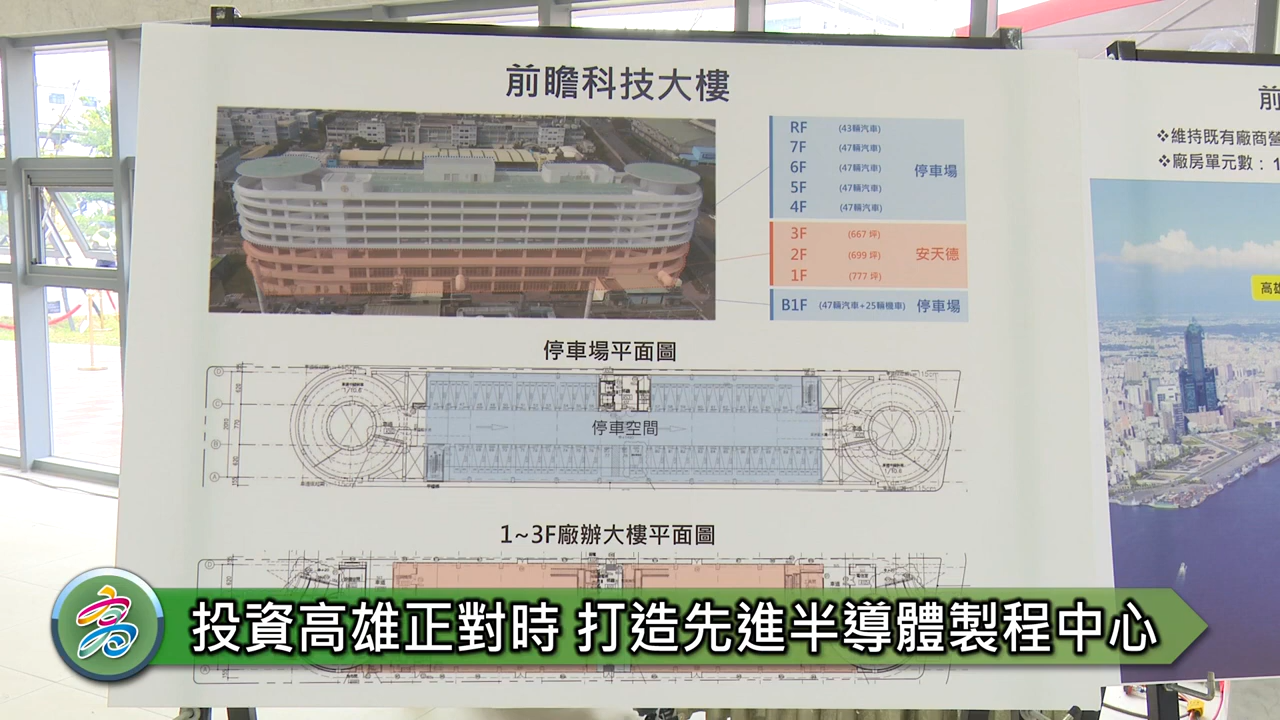 前瞻科技大樓
RF (43輛汽車)
7F (47輛汽車)
6F (47輛汽車)
5F (47輛汽車)
4F (47輛汽車)
停車場
3F (667 坪)
2F (699 坪)
1F (777 坪)
安天德
B1F (47輛汽車+25輛機車) 停車場
停車場平面圖
停車空間
1~3F廠辦大樓平面圖
前
❖維持既有廠商營
❖廠房單元數：1
高雄
投資高雄正對時 打造先進半導體製程中心